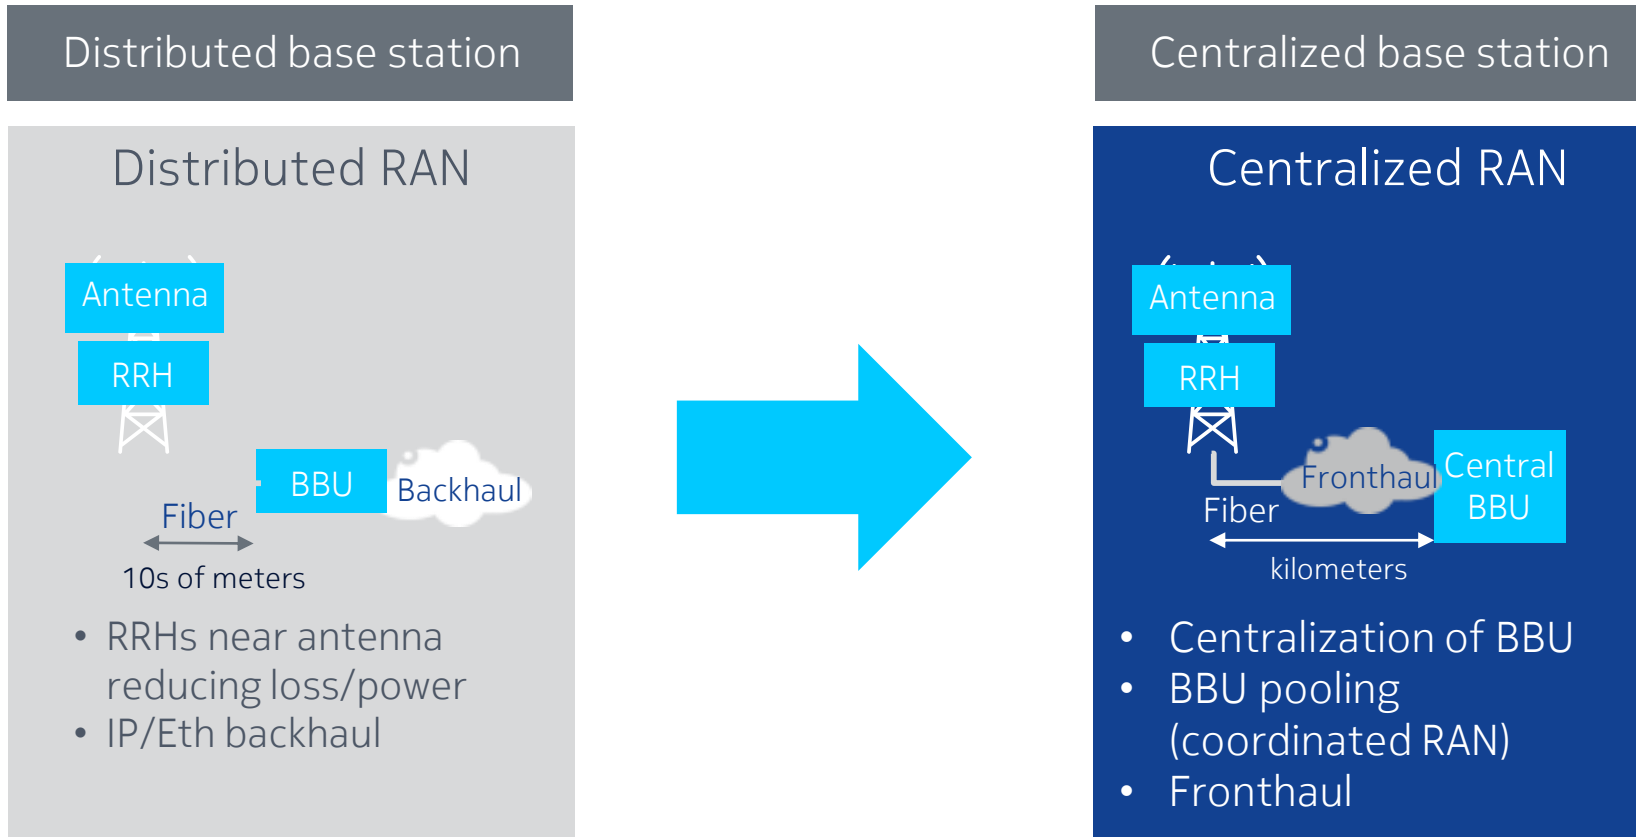 Distributed base station
Distributed RAN
Antenna
RRH
BBU
Backhaul
Fiber
10s of meters
• RRHs near antenna
reducing loss/power
• IP/Eth backhaul
Centralized base station
Centralized RAN
Antenna
RRH
Fronthaul
Central
BBU
Fiber
kilometers
• Centralization of BBU
• BBU pooling
(coordinated RAN)
• Fronthaul